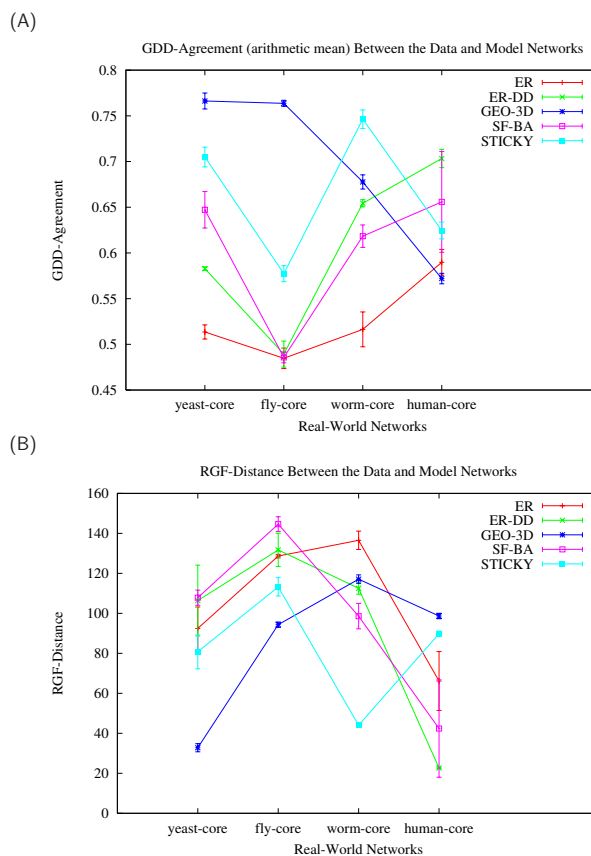 (A)
GDD-Agreement (arithmetic mean) Between the Data and Model Networks
0.8
0.75
0.7
0.65
0.6
0.55
0.5
0.45
GDD-Agreement
ER
ER-DD
GEO-3D
SF-BA
STICKY
yeast-core fly-core worm-core human-core
Real-World Networks
(B)
RGF-Distance Between the Data and Model Networks
160
140
120
100
80
60
40
20
0
RGF-Distance
ER
ER-DD
GEO-3D
SF-BA
STICKY
yeast-core fly-core worm-core human-core
Real-World Networks